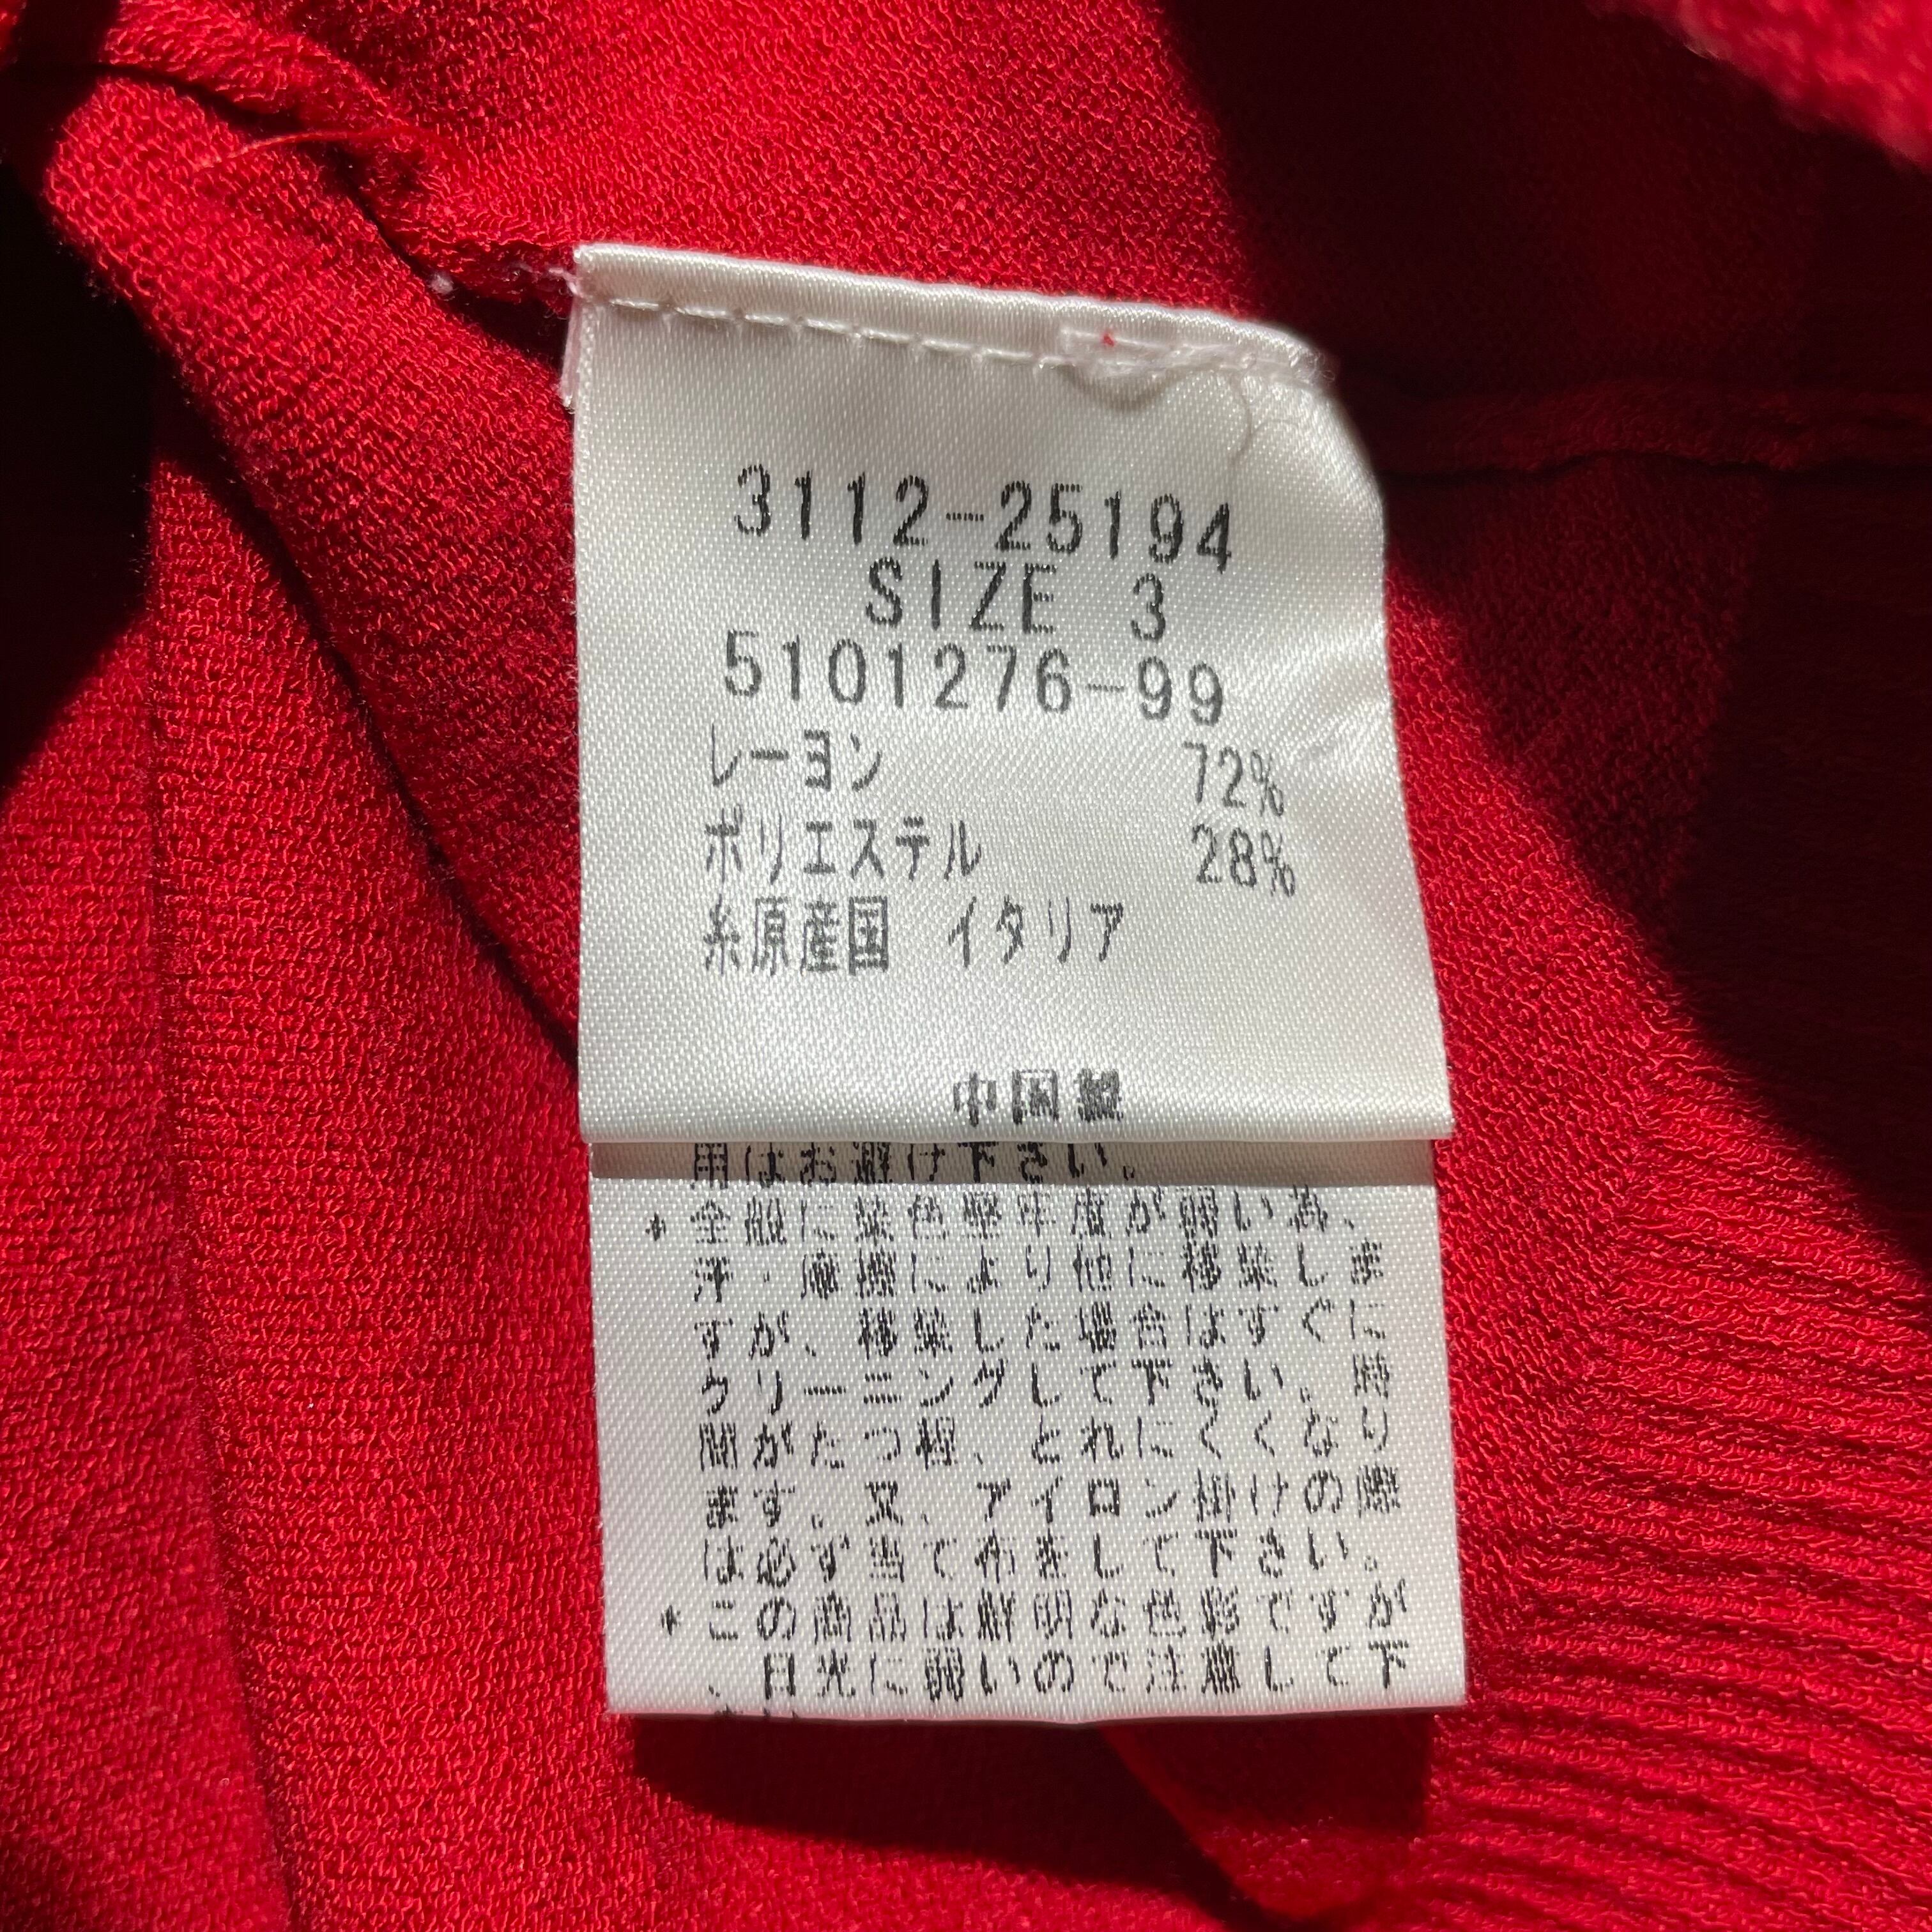 3112-25194
SIZE 3
5101276-99
レーヨン 72%
ポリエステル 28%
糸原産国 イタリア
中国製
用はお避け下さい。
* 全般に染色堅牢度が弱い為、
汗・摩擦により他に移染しま
すが、移染した場合はすぐに
クリーニングして下さい。時
間がたつ程、とれにくくなり
ます。又、アイロン掛けの際
は必ず当て布をして下さい。
* この商品は鮮明な色彩ですが
、日光に弱いので注意して下